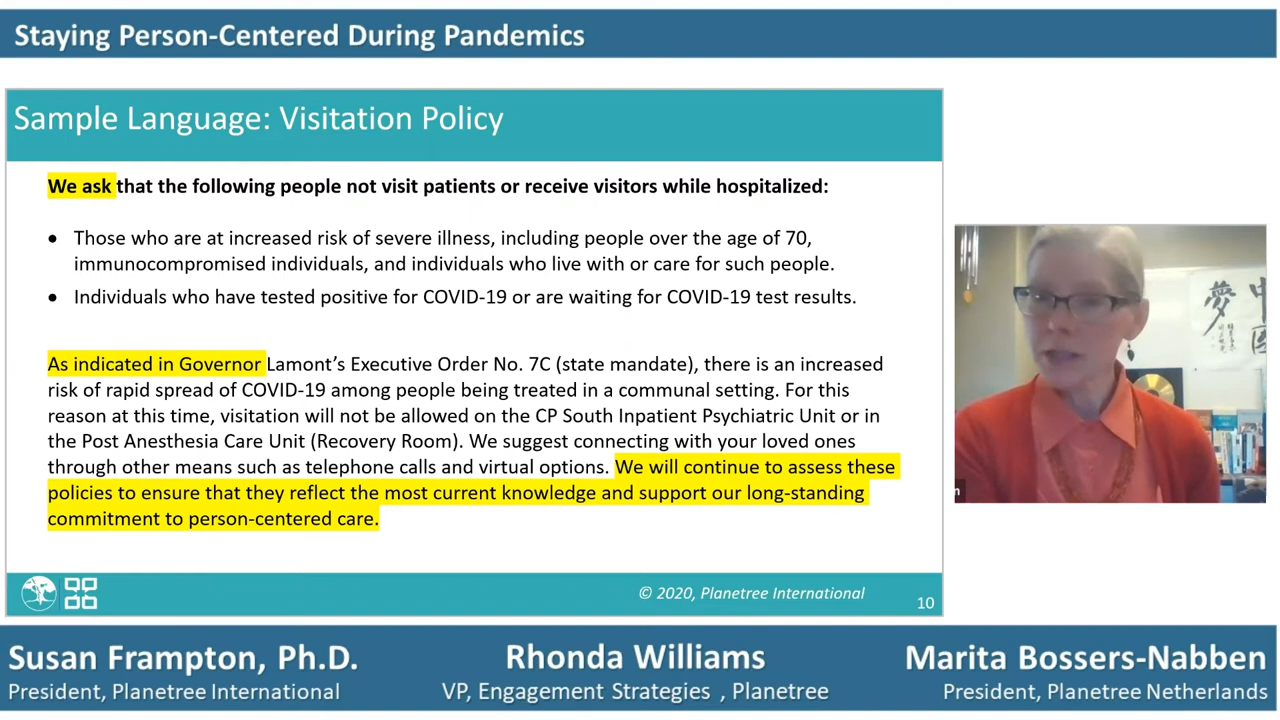 Staying Person-Centered During Pandemics
Sample Language: Visitation Policy
We ask that the following people not visit patients or receive visitors while hospitalized:
• Those who are at increased risk of severe illness, including people over the age of 70,
immunocompromised individuals, and individuals who live with or care for such people.
• Individuals who have tested positive for COVID-19 or are waiting for COVID-19 test results.
As indicated in Governor Lamont’s Executive Order No. 7C (state mandate), there is an increased
risk of rapid spread of COVID-19 among people being treated in a communal setting. For this
reason at this time, visitation will not be allowed on the CP South Inpatient Psychiatric Unit or in
the Post Anesthesia Care Unit (Recovery Room). We suggest connecting with your loved ones
through other means such as telephone calls and virtual options. We will continue to assess these
policies to ensure that they reflect the most current knowledge and support our long-standing
commitment to person-centered care.
© 2020, Planetree International
10
中國
夢
Susan Frampton, Ph.D.
President, Planetree International
Rhonda Williams
VP, Engagement Strategies , Planetree
Marita Bossers-Nabben
President, Planetree Netherlands